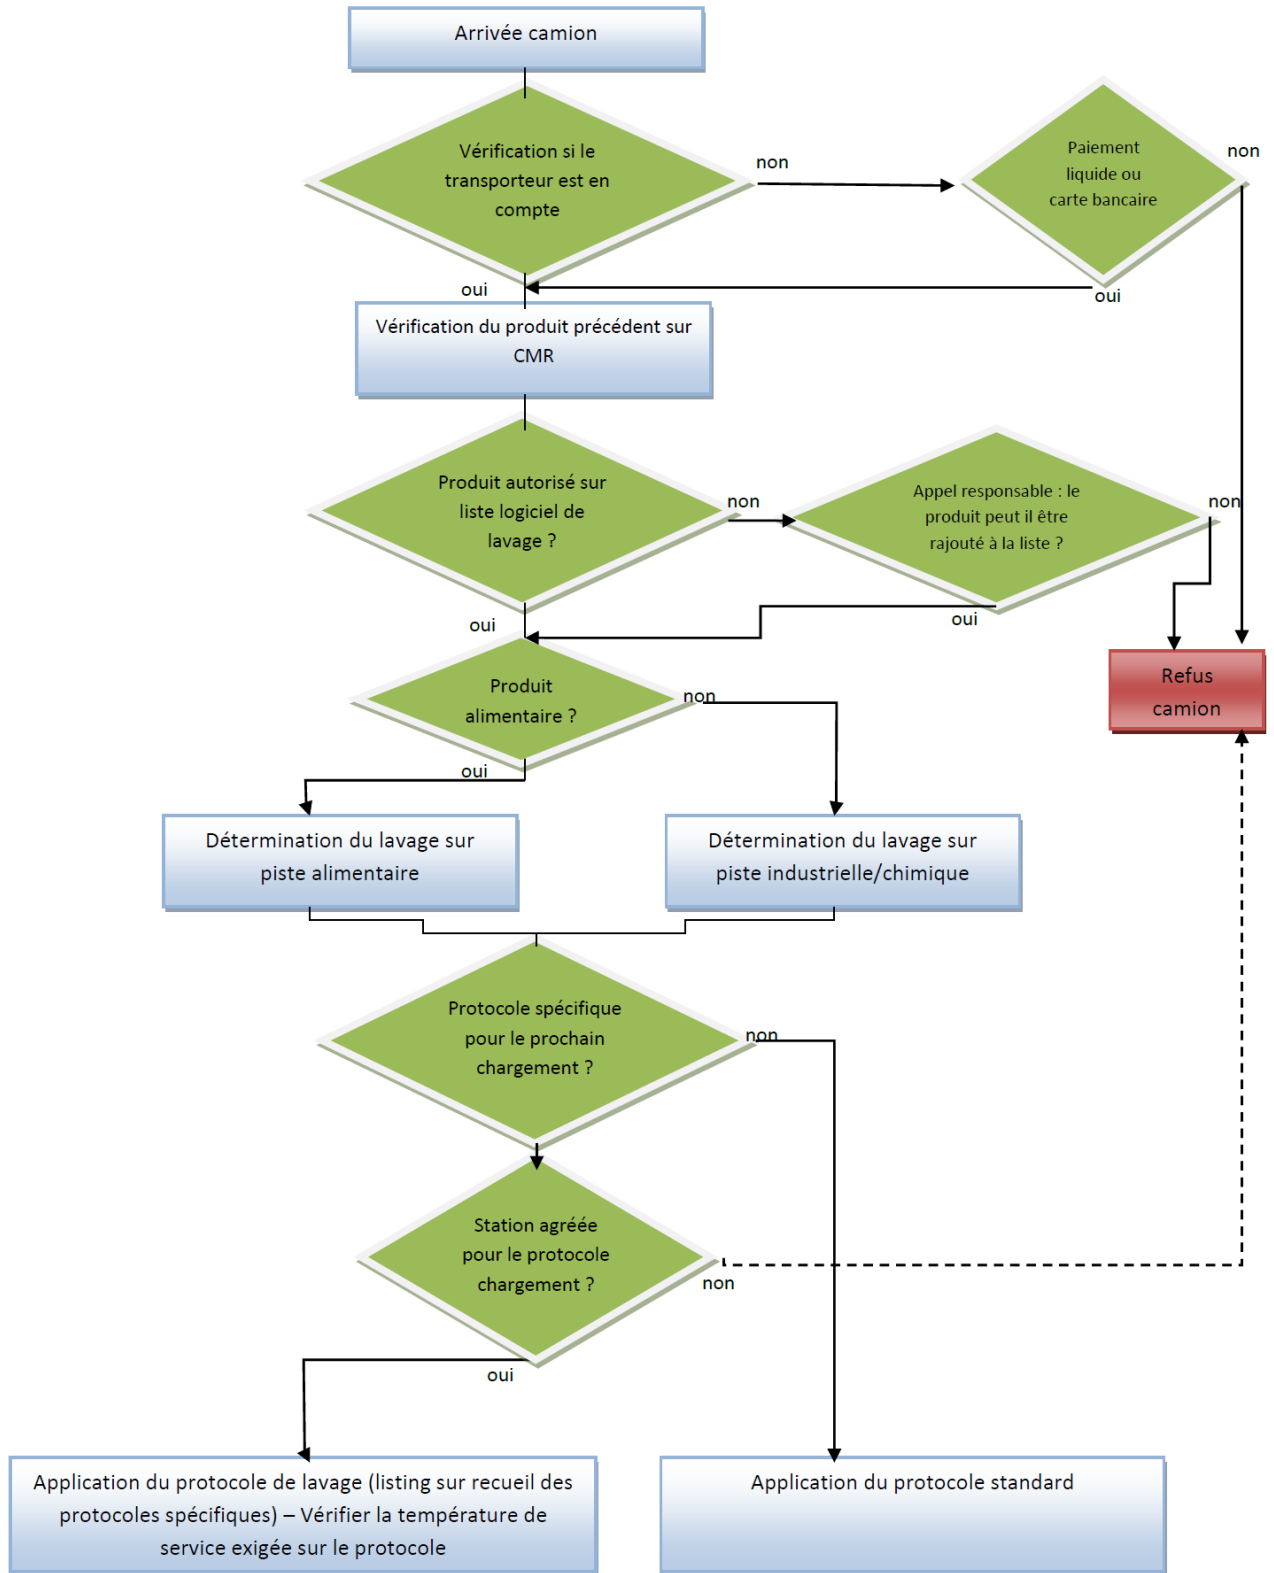 Arrivée camion
Vérification si le
transporteur est en
compte
non
Paiement
liquide ou
carte bancaire
non
oui
oui
Vérification du produit précédent sur
CMR
Produit autorisé sur
liste logiciel de
lavage ?
non
Appel responsable : le
produit peut il être
rajouté à la liste ?
non
oui
oui
Refus
camion
Produit
alimentaire ?
non
oui
Détermination du lavage sur
piste alimentaire
Détermination du lavage sur
piste industrielle/chimique
Protocole spécifique
pour le prochain
chargement ?
non
Station agréée
pour le protocole
chargement ?
non
oui
Application du protocole de lavage (listing sur recueil des
protocoles spécifiques) – Vérifier la température de
service exigée sur le protocole
Application du protocole standard